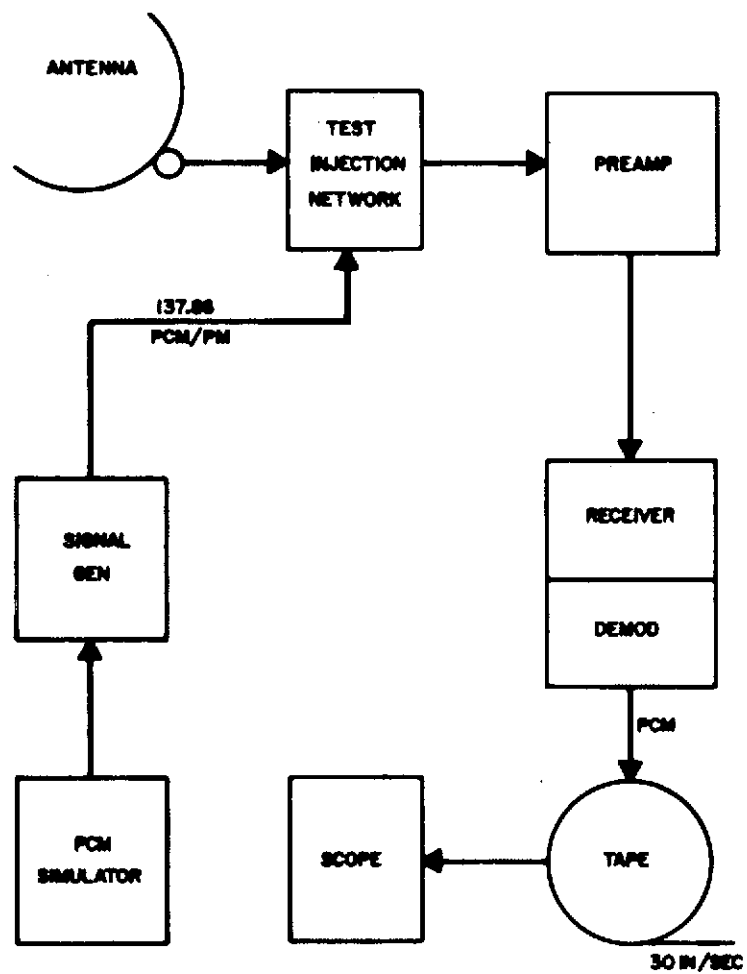 ANTENNA
TEST
INJECTION
NETWORK
PREAMP
137.86
PCM/PM
SIGNAL
GEN
RECEIVER
DEMOD
PCM
PCM
SIMULATOR
SCOPE
TAPE
30 IN/SEC